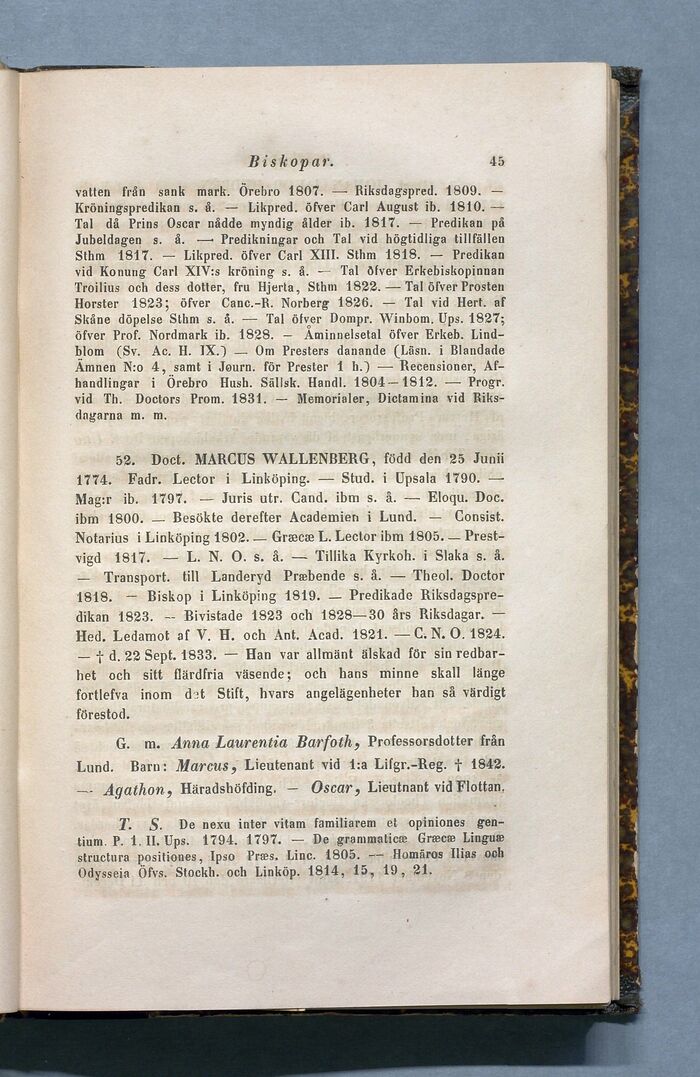 Biskopar. 45
vatten från sank mark. Örebro 1807. — Riksdagspred. 1809. —
Kröningspredikan s. å. — Likpred. öfver Carl August ib. 1810. —
Tal då Prins Oscar nådde myndig ålder ib. 1817. — Predikan på
Jubeldagen s. å. — Predikningar och Tal vid högtidliga tillfällen
Sthm 1817. — Likpred. öfver Carl XIII. Sthm 1818. — Predikan
vid Konung Carl XIV:s kröning s. å. — Tal öfver Erkebiskopinnan
Troilius och dess dotter, fru Hjerta, Sthm 1822. — Tal öfver Prosten
Horster 1823; öfver Canc.-R. Norberg 1826. — Tal vid Hert. af
Skåne döpelse Sthm s. å. — Tal öfver Dompr. Winbom. Ups. 1827;
öfver Prof. Nordmark ib. 1828. — Åminnelsetal öfver Erkeb. Lind-
blom (Sv. Ac. H. IX.) — Om Presters danande (Läsn. i Blandade
Ämnen N:o 4, samt i Journ. för Prester 1 h.) — Recensioner, Af-
handlingar i Örebro Hush. Sällsk. Handl. 1804—1812. — Progr.
vid Th. Doctors Prom. 1831. — Memorialer, Dictamina vid Riks-
dagarna m. m.
52. Doct. MARCUS WALLENBERG, född den 25 Junii
1774. Fadr. Lector i Linköping. — Stud. i Upsala 1790. —
Mag:r ib. 1797. — Juris utr. Cand. ibm s. å. — Eloqu. Doc.
ibm 1800. — Besökte derefter Academien i Lund. — Consist.
Notarius i Linköping 1802. — Græcæ L. Lector ibm 1805. — Prest-
vigd 1817. — L. N. O. s. å. — Tillika Kyrkoh. i Slaka s. å.
— Transport. till Landeryd Præbende s. å. — Theol. Doctor
1818. — Biskop i Linköping 1819. — Predikade Riksdagspre-
dikan 1823. — Bivistade 1823 och 1828—30 års Riksdagar. —
Hed. Ledamot af V. H. och Ant. Acad. 1821. — C. N. O. 1824.
— † d. 22 Sept. 1833. — Han var allmänt älskad för sin redbar-
het och sitt flärdfria väsende; och hans minne skall länge
fortlefva inom det Stift, hvars angelägenheter han så värdigt
förestod.
G. m. Anna Laurentia Barfoth, Professorsdotter från
Lund. Barn: Marcus, Lieutenant vid 1:a Lifgr.-Reg. † 1842.
— Agathon, Häradshöfding. — Oscar, Lieutnant vid Flottan.
T. S. De nexu inter vitam familiarem et opiniones gen-
tium. P. I. II. Ups. 1794. 1797. — De grammaticæ Græcæ Linguæ
structura positiones, Ipso Præs. Linc. 1805. — Homäros Ilias och
Odysseia Öfvs. Stockh. och Linköp. 1814, 15, 19, 21.